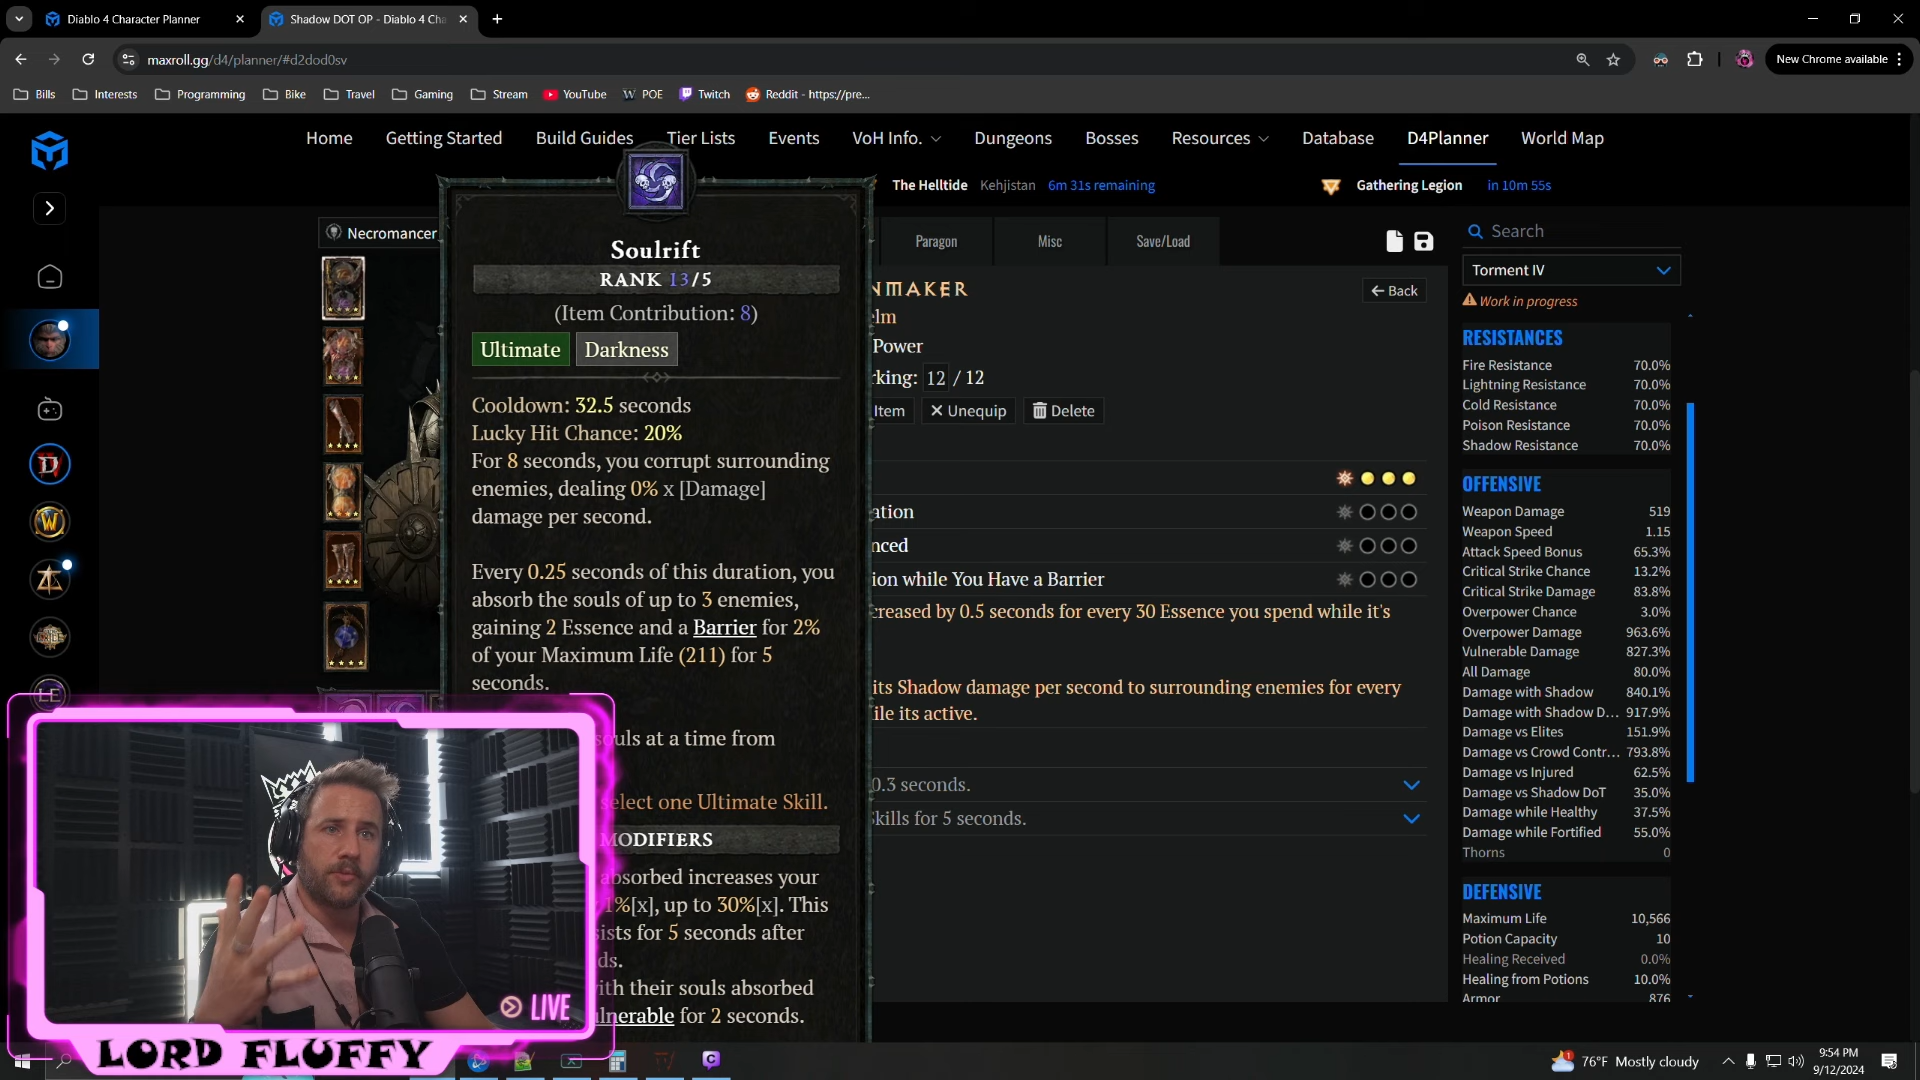 Diablo 4 Character Planner
Shadow DOT OP - Diablo 4 Cha
maxroll.gg/d4/planner/#d2dod0sv
New Chrome available
Bills
Interests
Programming
Bike
Travel
Gaming
Stream
YouTube
W POE
Twitch
Reddit - https://pre...
Home
Getting Started
Build Guides
Tier Lists
Events
VoH Info.
Dungeons
Bosses
Resources
Database
D4Planner
World Map
The Helltide Kehjistan 6m 31s remaining
Gathering Legion in 10m 55s
Necromancer
Paragon
Misc
Save/Load
Search
Torment IV
Work in progress
Soulrift
RANK 13/5
(Item Contribution: 8)
Ultimate
Darkness
Cooldown: 32.5 seconds
Lucky Hit Chance: 20%
For 8 seconds, you corrupt surrounding
enemies, dealing 0% x [Damage]
damage per second.
Every 0.25 seconds of this duration, you
absorb the souls of up to 3 enemies,
gaining 2 Essence and a Barrier for 2%
of your Maximum Life (211) for 5
seconds.
souls at a time from
select one Ultimate Skill.
MODIFIERS
absorbed increases your
1%[x], up to 30%[x]. This
sists for 5 seconds after
ds.
ith their souls absorbed
lnerable for 2 seconds.
NMAKER
elm
Power
rking: 12 / 12
Back
Item
Unequip
Delete
ation
nced
ion while You Have a Barrier
creased by 0.5 seconds for every 30 Essence you spend while it's
its Shadow damage per second to surrounding enemies for every
ile its active.
0.3 seconds.
skills for 5 seconds.
RESISTANCES
Fire Resistance 70.0%
Lightning Resistance 70.0%
Cold Resistance 70.0%
Poison Resistance 70.0%
Shadow Resistance 70.0%
OFFENSIVE
Weapon Damage 519
Weapon Speed 1.15
Attack Speed Bonus 65.3%
Critical Strike Chance 13.2%
Critical Strike Damage 83.8%
Overpower Chance 3.0%
Overpower Damage 963.6%
Vulnerable Damage 827.3%
All Damage 80.0%
Damage with Shadow 840.1%
Damage with Shadow D... 917.9%
Damage vs Elites 151.9%
Damage vs Crowd Contr... 793.8%
Damage vs Injured 62.5%
Damage vs Shadow DoT 35.0%
Damage while Healthy 37.5%
Damage while Fortified 55.0%
Thorns 0
DEFENSIVE
Maximum Life 10,566
Potion Capacity 10
Healing Received 0.0%
Healing from Potions 10.0%
Armor 876
LE
LIVE
LORD FLUFFY
76°F Mostly cloudy
9:54 PM
9/12/2024